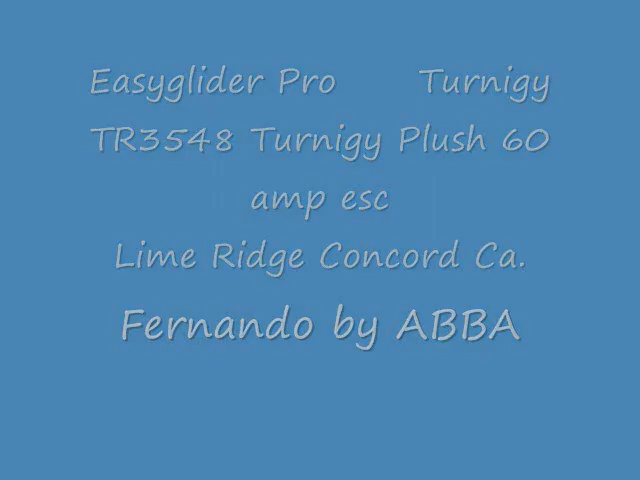 Easyglider Pro Turnigy
TR3548 Turnigy Plush 60
amp esc
Lime Ridge Concord Ca.
Fernando by ABBA